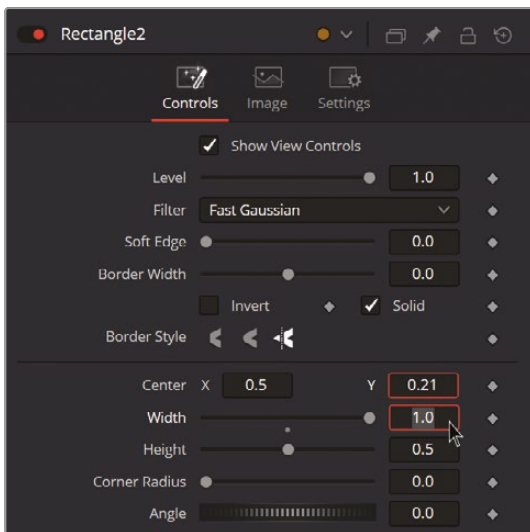 Rectangle2
Controls Image Settings
Show View Controls
Level 1.0
Filter Fast Gaussian
Soft Edge 0.0
Border Width 0.0
Invert Solid
Border Style
Center X 0.5 Y 0.21
Width 1.0
Height 0.5
Corner Radius 0.0
Angle 0.0